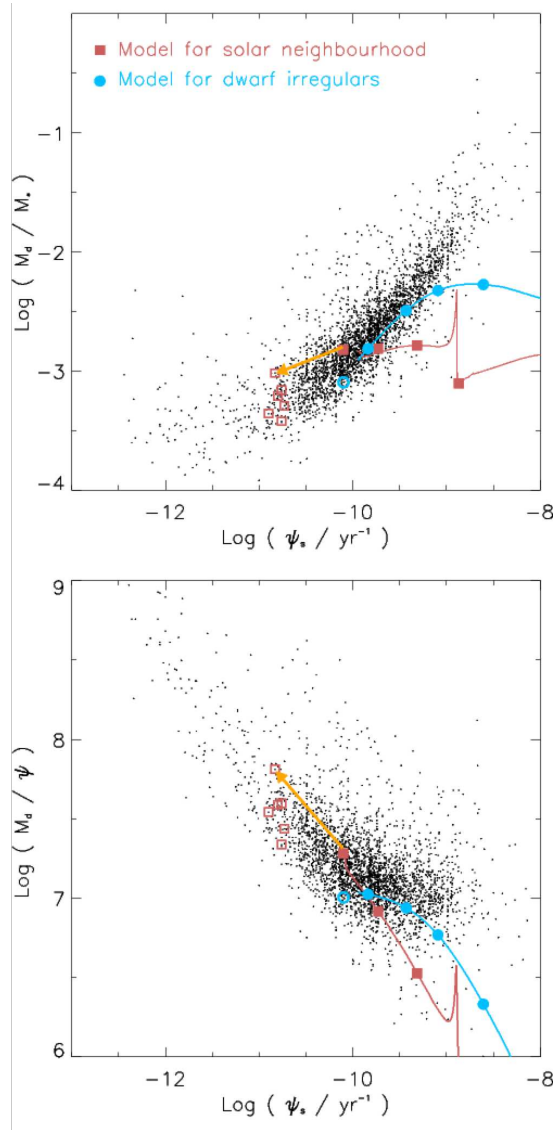 Model for solar neighbourhood
Model for dwarf irregulars
Log ( M_d / M_* )
-1
-2
-3
-4
-12
-10
-8
Log ( ψ_s / yr⁻¹ )
9
8
7
6
Log ( M_d / ψ )
-12
-10
-8
Log ( ψ_s / yr⁻¹ )